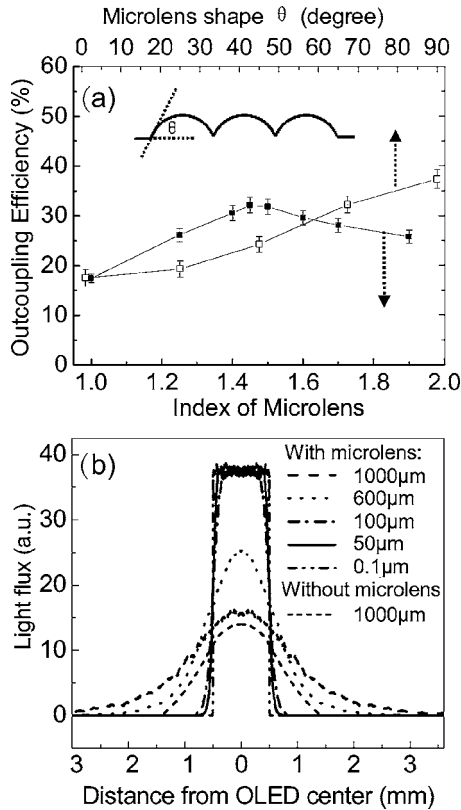 Microlens shape θ (degree)
0 10 20 30 40 50 60 70 80 90
(a)
60
50
40
30
20
10
0
θ
Outcoupling Efficiency (%)
1.0 1.2 1.4 1.6 1.8 2.0
Index of Microlens
(b)
40
30
20
10
0
Light flux (a.u.)
With microlens:
1000μm
600μm
100μm
50μm
0.1μm
Without microlens
1000μm
3 2 1 0 1 2 3
Distance from OLED center (mm)